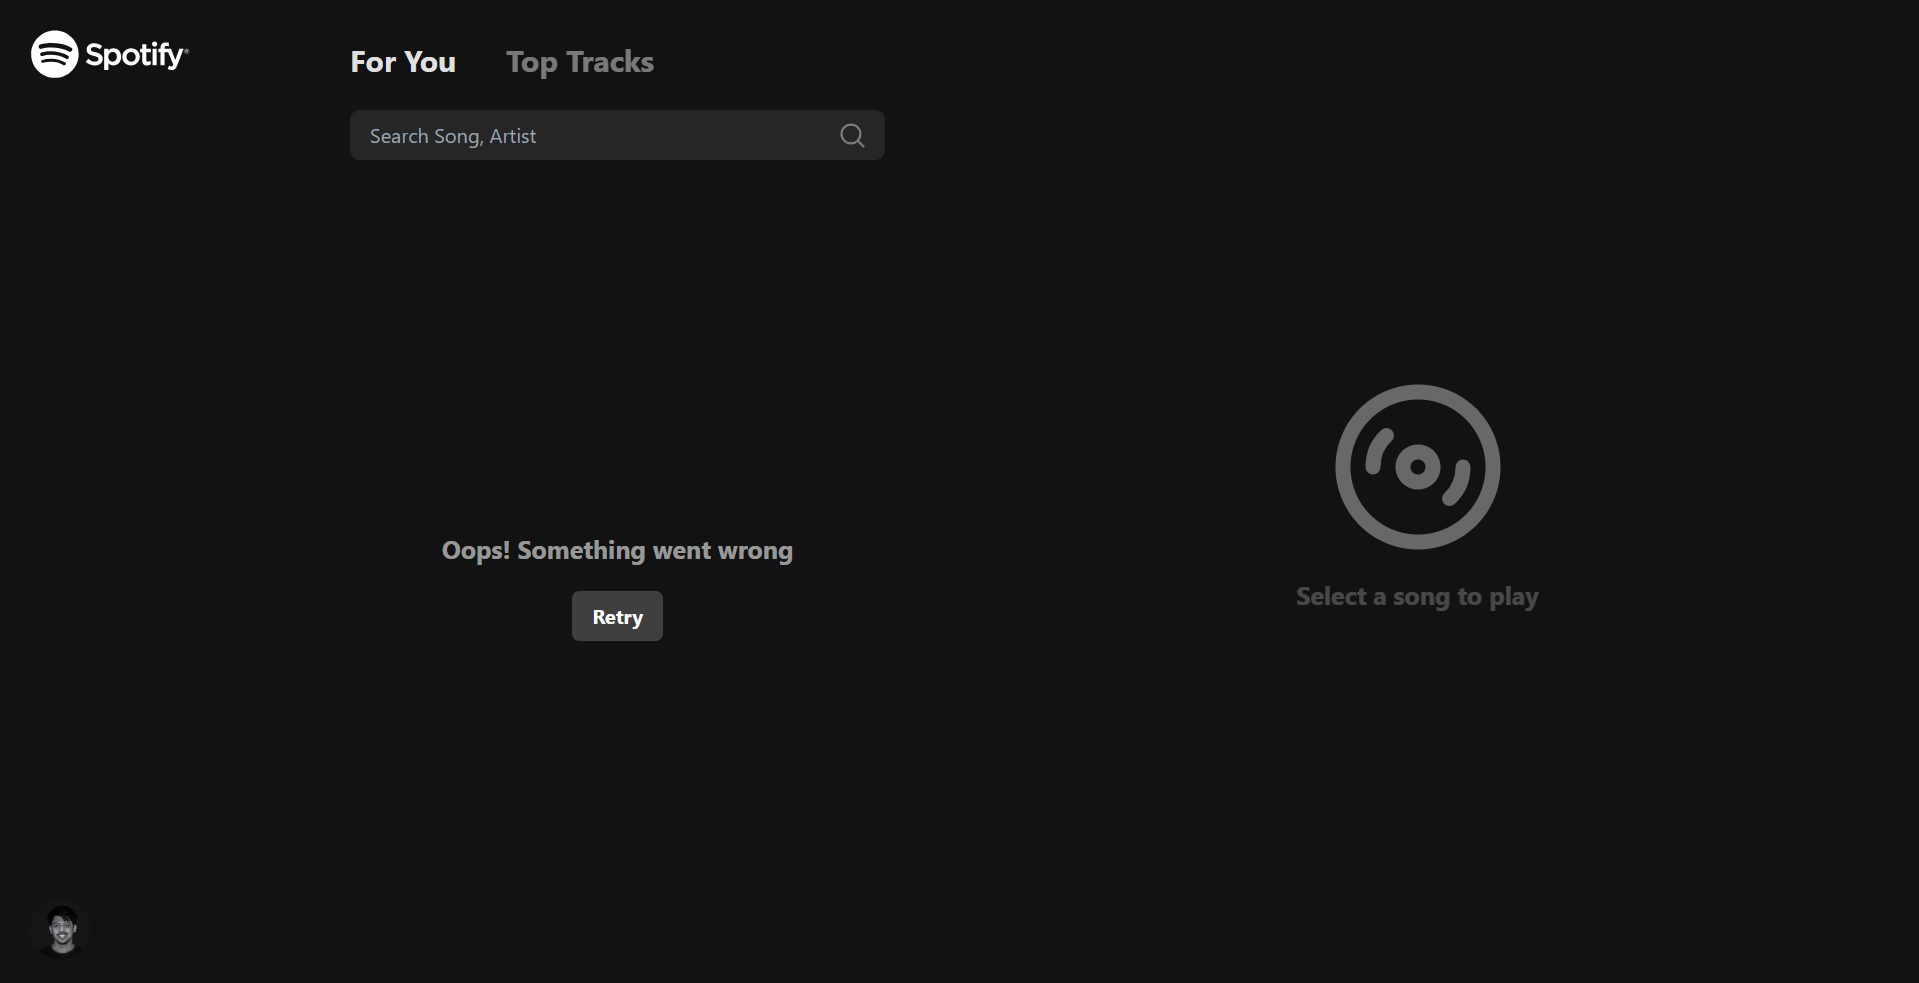 Spotify®
For You
Top Tracks
Search Song, Artist
Oops! Something went wrong
Retry
Select a song to play